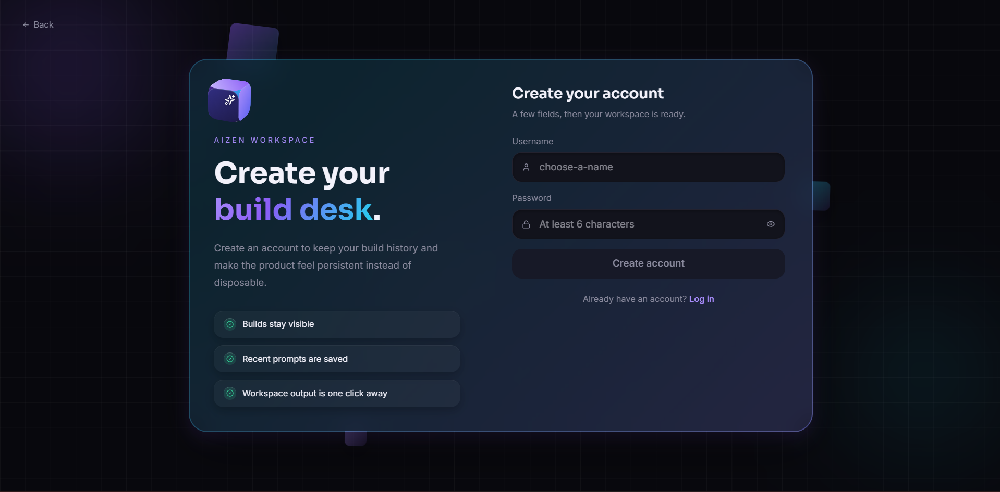 Back
AIZEN WORKSPACE
Create your
build desk.
Create an account to keep your build history and
make the product feel persistent instead of
disposable.
Builds stay visible
Recent prompts are saved
Workspace output is one click away
Create your account
A few fields, then your workspace is ready.
Username
choose-a-name
Password
At least 6 characters
Create account
Already have an account? Log in